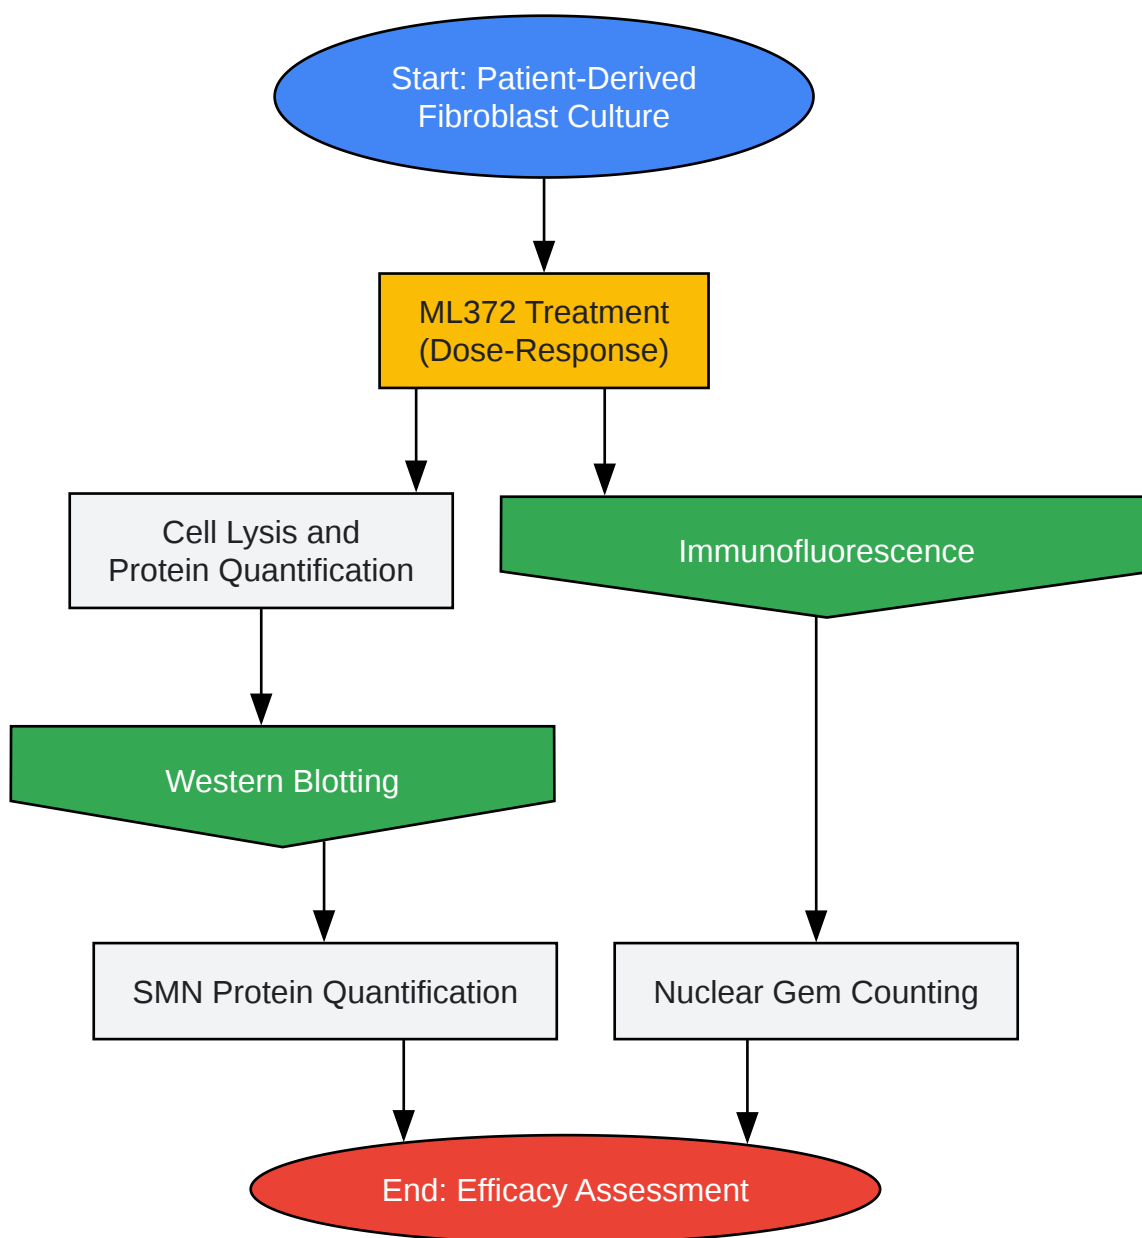 Start: Patient-Derived
Fibroblast Culture
ML372 Treatment
(Dose-Response)
Cell Lysis and
Protein Quantification
Immunofluorescence
Western Blotting
SMN Protein Quantification
Nuclear Gem Counting
End: Efficacy Assessment